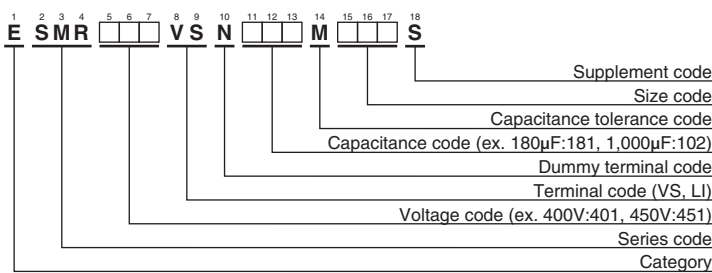 1 2 3 4 5 6 7 8 9 10 11 12 13 14 15 16 17 18
E SMR □□□ VS N □□□ M □□□ S
Supplement code
Size code
Capacitance tolerance code
Capacitance code (ex. 180μF:181, 1,000μF:102)
Dummy terminal code
Terminal code (VS, LI)
Voltage code (ex. 400V:401, 450V:451)
Series code
Category